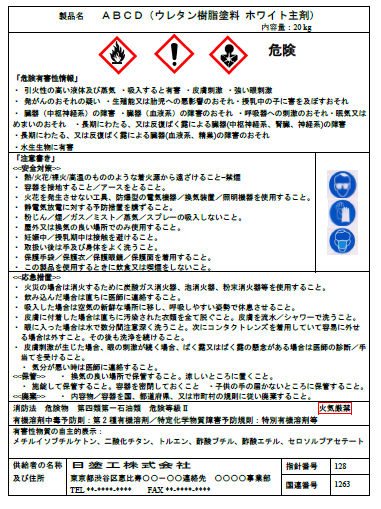 製品名　ＡＢＣＤ（ウレタン樹脂塗料 ホワイト主剤）
内容量：20㎏
危険
「危険有害性情報」
・ 引火性の高い液体及び蒸気 ・吸入すると有害 ・皮膚刺激 ・強い眼刺激
・ 発がんのおそれの疑い ・生殖能又は胎児への悪影響のおそれ・授乳中の子に害を及ぼすおそれ
・ 臓器（中枢神経系）の障害 ・臓器（血液系）の障害のおそれ ・呼吸器への刺激のおそれ・眠気又は
めまいのおそれ ・長期にわたる、又は反復ばく露による臓器(中枢神経系、腎臓、神経系)の障害
・長期にわたる、又は反復ばく露による臓器(血液系、精巣)の障害のおそれ
・水生生物に有害
「注意書き」
<<安全対策>>
・ 熱/火花/裸火/高温のもののような着火源から遠ざけること−禁煙
・ 容器を接地すること／アースをとること。
・ 火花を発生させない工具、防爆型の電気機器／換気装置／照明機器を使用すること。
・ 静電気放電に対する予防措置を講ずること。
・ 粉じん／煙／ガス／ミスト／蒸気／スプレーの吸入しないこと。
・ 屋外又は換気の良い場所でのみ使用すること。
・ 妊娠中／授乳期中は接触を避けること。
・ 取扱い後は手及び身体をよく洗うこと。
・ 保護手袋／保護衣／保護眼鏡／保護面を着用すること。
・ この製品を使用するときに飲食又は喫煙をしないこと。
<<応急措置>>
・ 火災の場合は消火するために炭酸ガス消火器、泡消火器、粉末消火器等を使用すること。
・ 飲み込んだ場合は直ちに医師に連絡すること。
・ 吸入した場合は空気の新鮮な場所に移し、呼吸しやすい姿勢で休息させること。
・ 皮膚に付着した場合は直ちに汚染された衣類を全て脱ぐこと。皮膚を流水／シャワーで洗うこと。
・ 眼に入った場合は水で数分間注意深く洗うこと。次にコンタクトレンズを着用していて容易に外せ
る場合は外すこと。その後も洗浄を続けること。
・ 皮膚刺激が生じた場合、眼の刺激が続く場合、ばく露又はばく露の懸念がある場合は医師の診断／手
当てを受けること。
・ 気分が悪い時は医師に連絡すること。
<<保管>>　・ 換気の良い場所で保管すること。涼しいところに置くこと。
・ 施錠して保管すること。容器を密閉しておくこと　・子供の手の届かないところに保管すること。
<<廃棄>>　・ 内容物／容器を国、都道府県、又は市町村の規則に従い廃棄すること。
消防法　危険物　第四類第一石油類　危険等級Ⅱ　火気厳禁
有機溶剤中毒予防則：第２種有機溶剤／特定化学物質障害予防規則：特別有機溶剤等
有害性物質の自主的表示：
メチルイソブチルケトン、二酸化チタン、トルエン、酢酸ブチル、酢酸エチル、セロソルブアセテート
供給者の名称
及び住所
日塗工株式会社
東京都渋谷区恵比寿○○−○○連絡先　○○○○事業部
TEL **-****-****　FAX **-****-****
指針番号　128
国連番号　1263